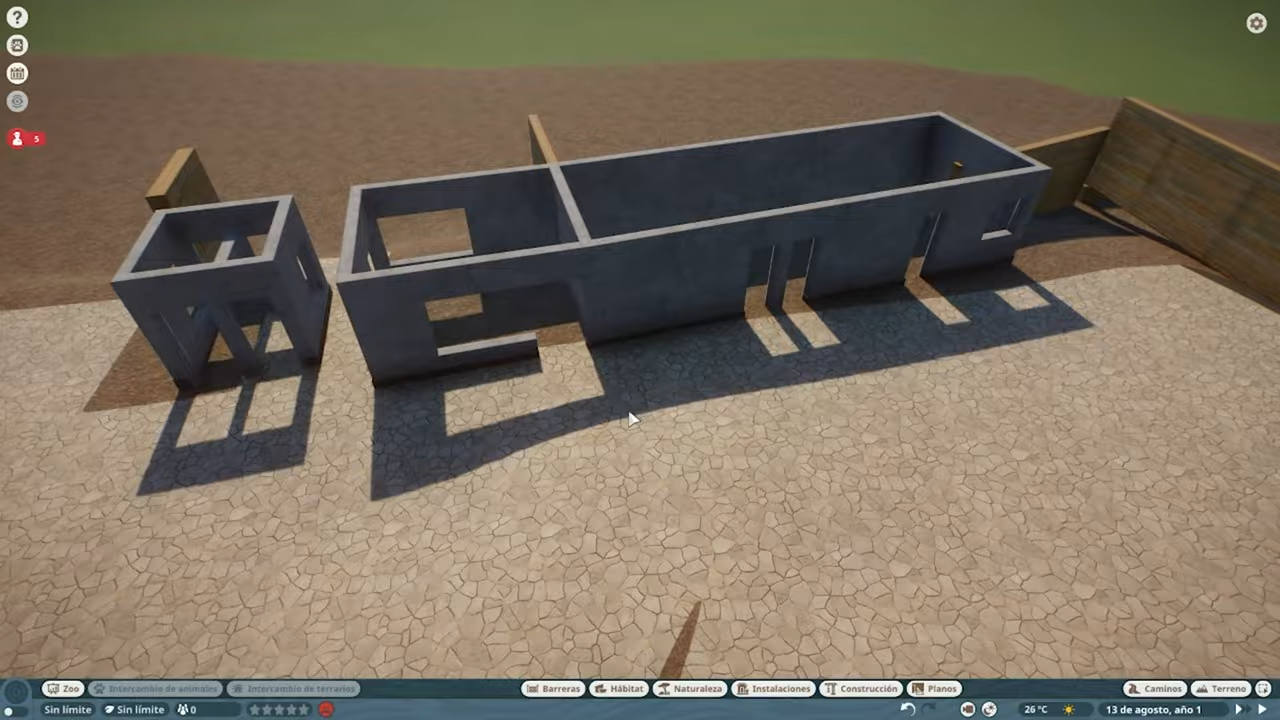 ?
5
Zoo
Intercambio de animales
Intercambio de terrarios
Barreras
Hábitat
Naturaleza
Instalaciones
Construcción
Planos
Caminos
Terreno
Sin límite
Sin límite
0
26 °C
13 de agosto, año 1